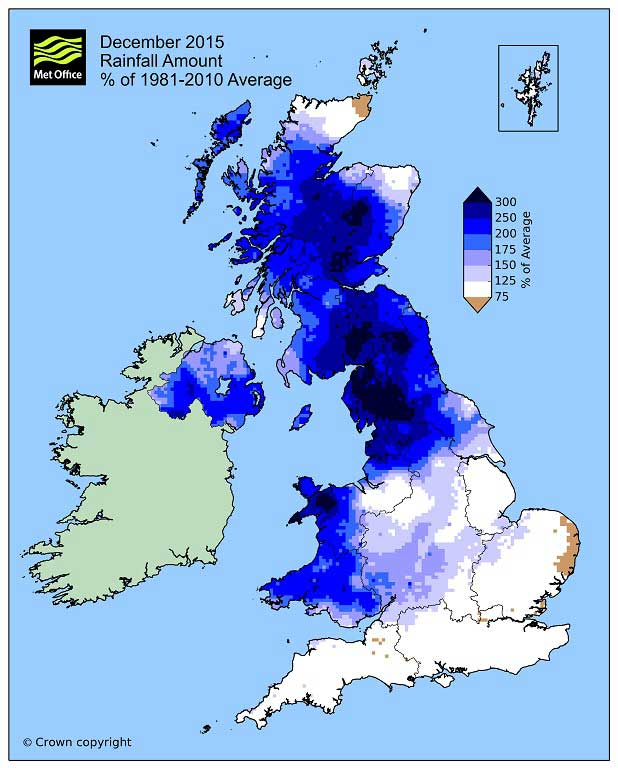 Met Office
December 2015
Rainfall Amount
% of 1981-2010 Average
300
250
200
175
150
125
75
% of Average
© Crown copyright